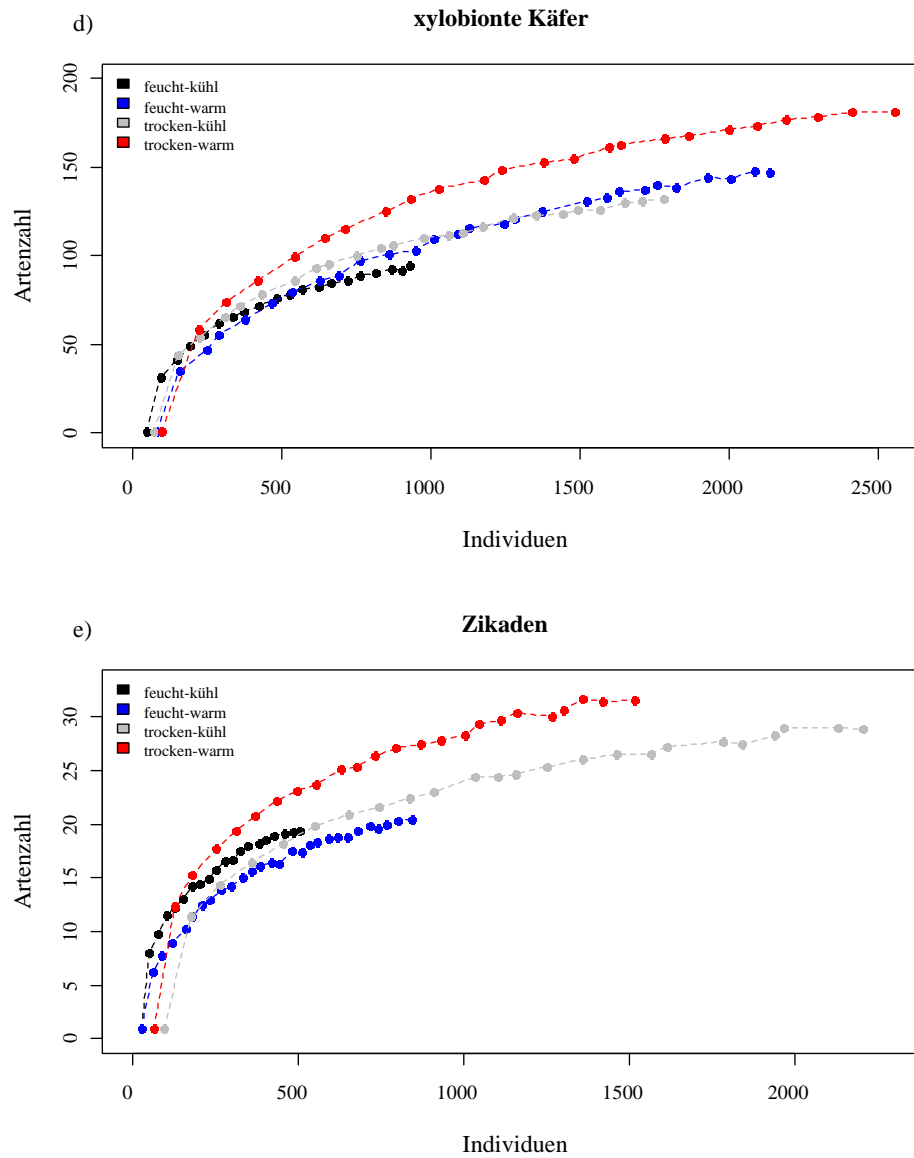 d)
xylobionte Käfer
feucht-kühl
feucht-warm
trocken-kühl
trocken-warm
200
150
100
50
0
Artenzahl
0 500 1000 1500 2000 2500
Individuen
e)
Zikaden
feucht-kühl
feucht-warm
trocken-kühl
trocken-warm
30
25
20
15
10
5
0
Artenzahl
0 500 1000 1500 2000
Individuen